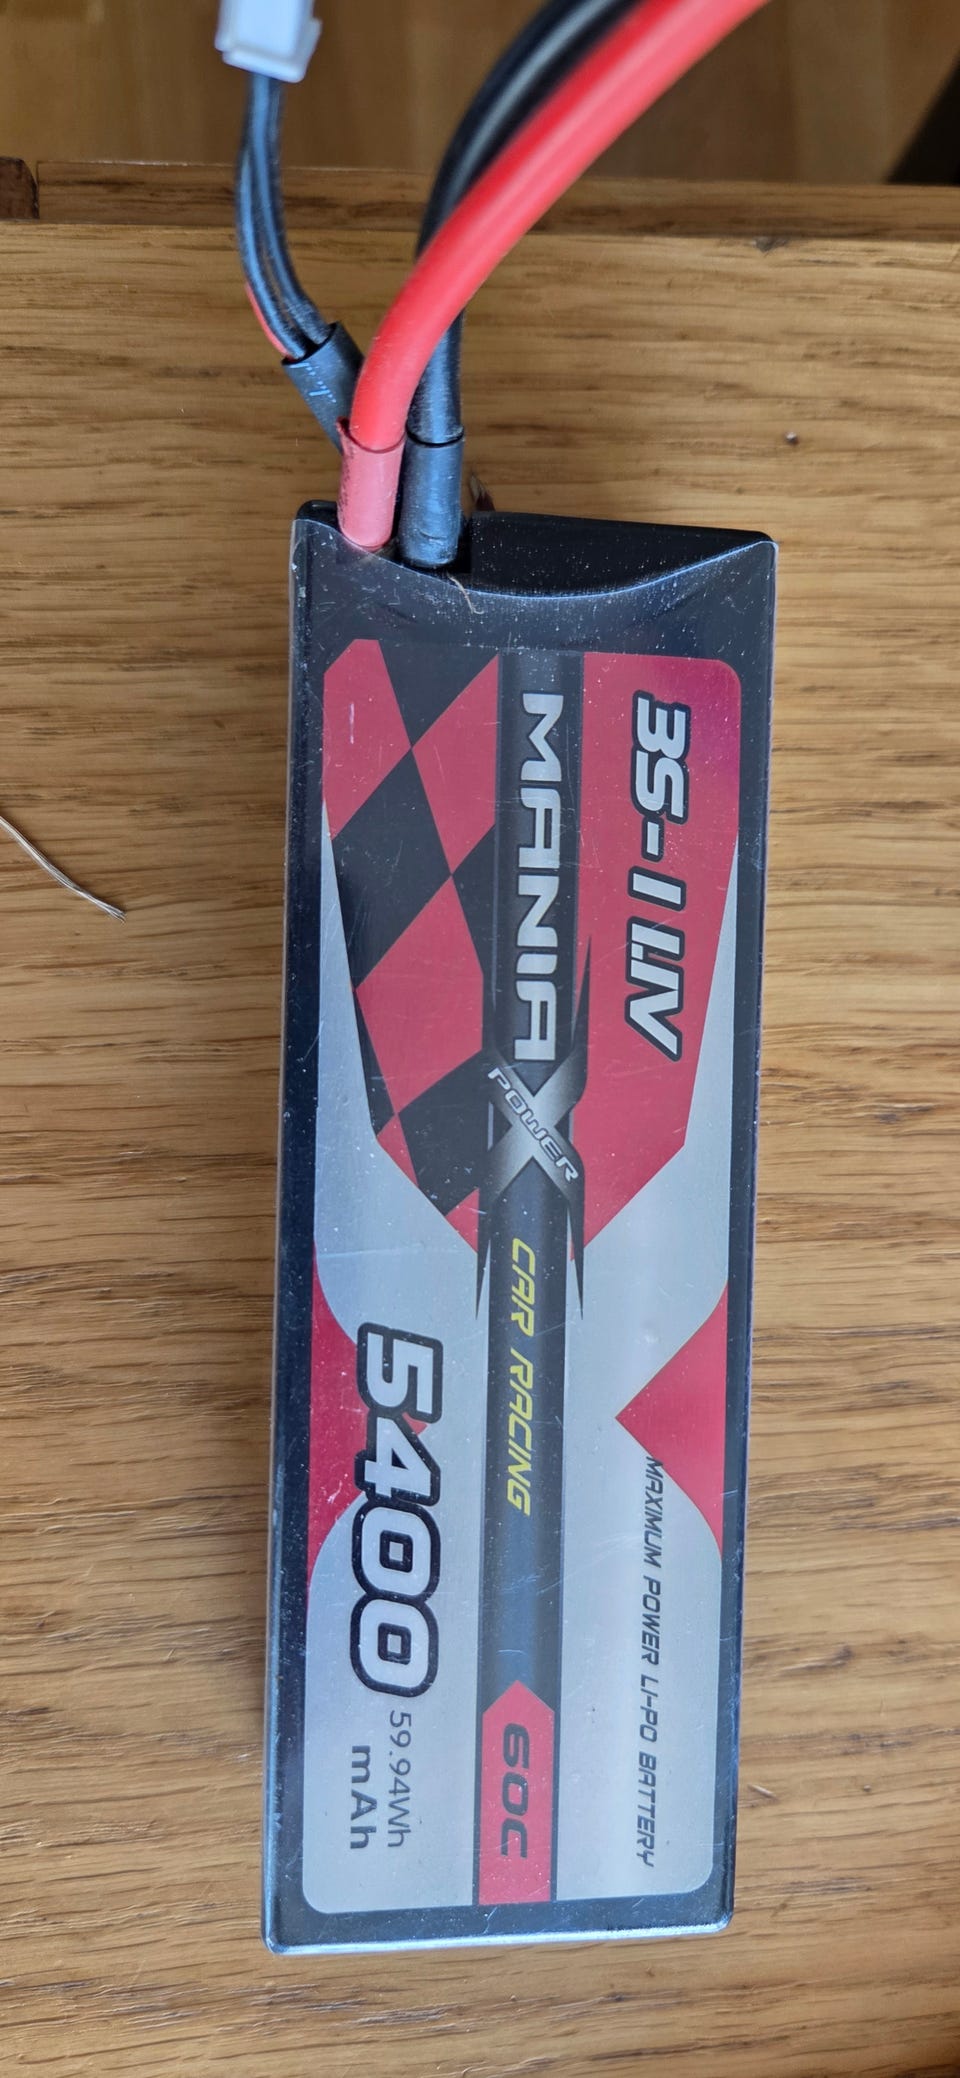 3S-11.1V
MAXIMUM POWER LI-PO BATTERY
MANIA X POWER
CAR RACING
60C
5400
59.94Wh
mAh